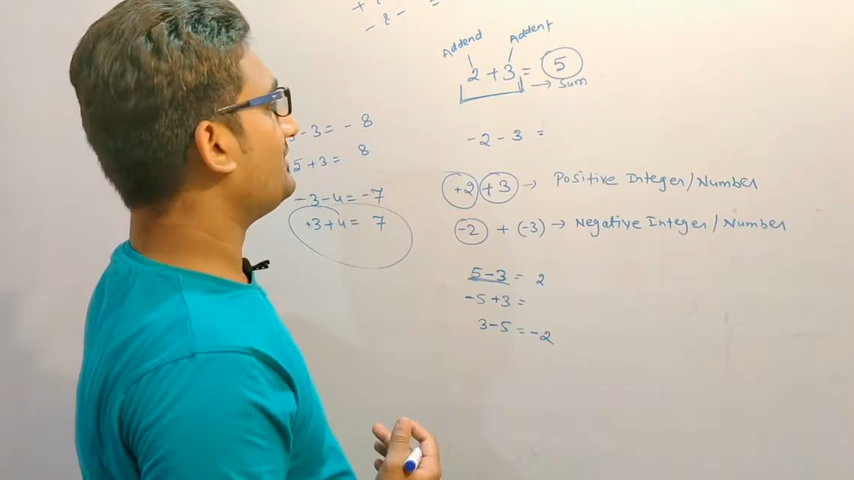 Addend Addent
2 + 3 = 5
→ Sum
- 3 = - 8
5 + 3 = 8
- 3 - 4 = - 7
+3 + 4 = 7
- 2 - 3 =
+2 + 3 → Positive Integer/Number
-2 + (-3) → Negative Integer/Number
5 - 3 = 2
- 5 + 3 =
3 - 5 = - 2